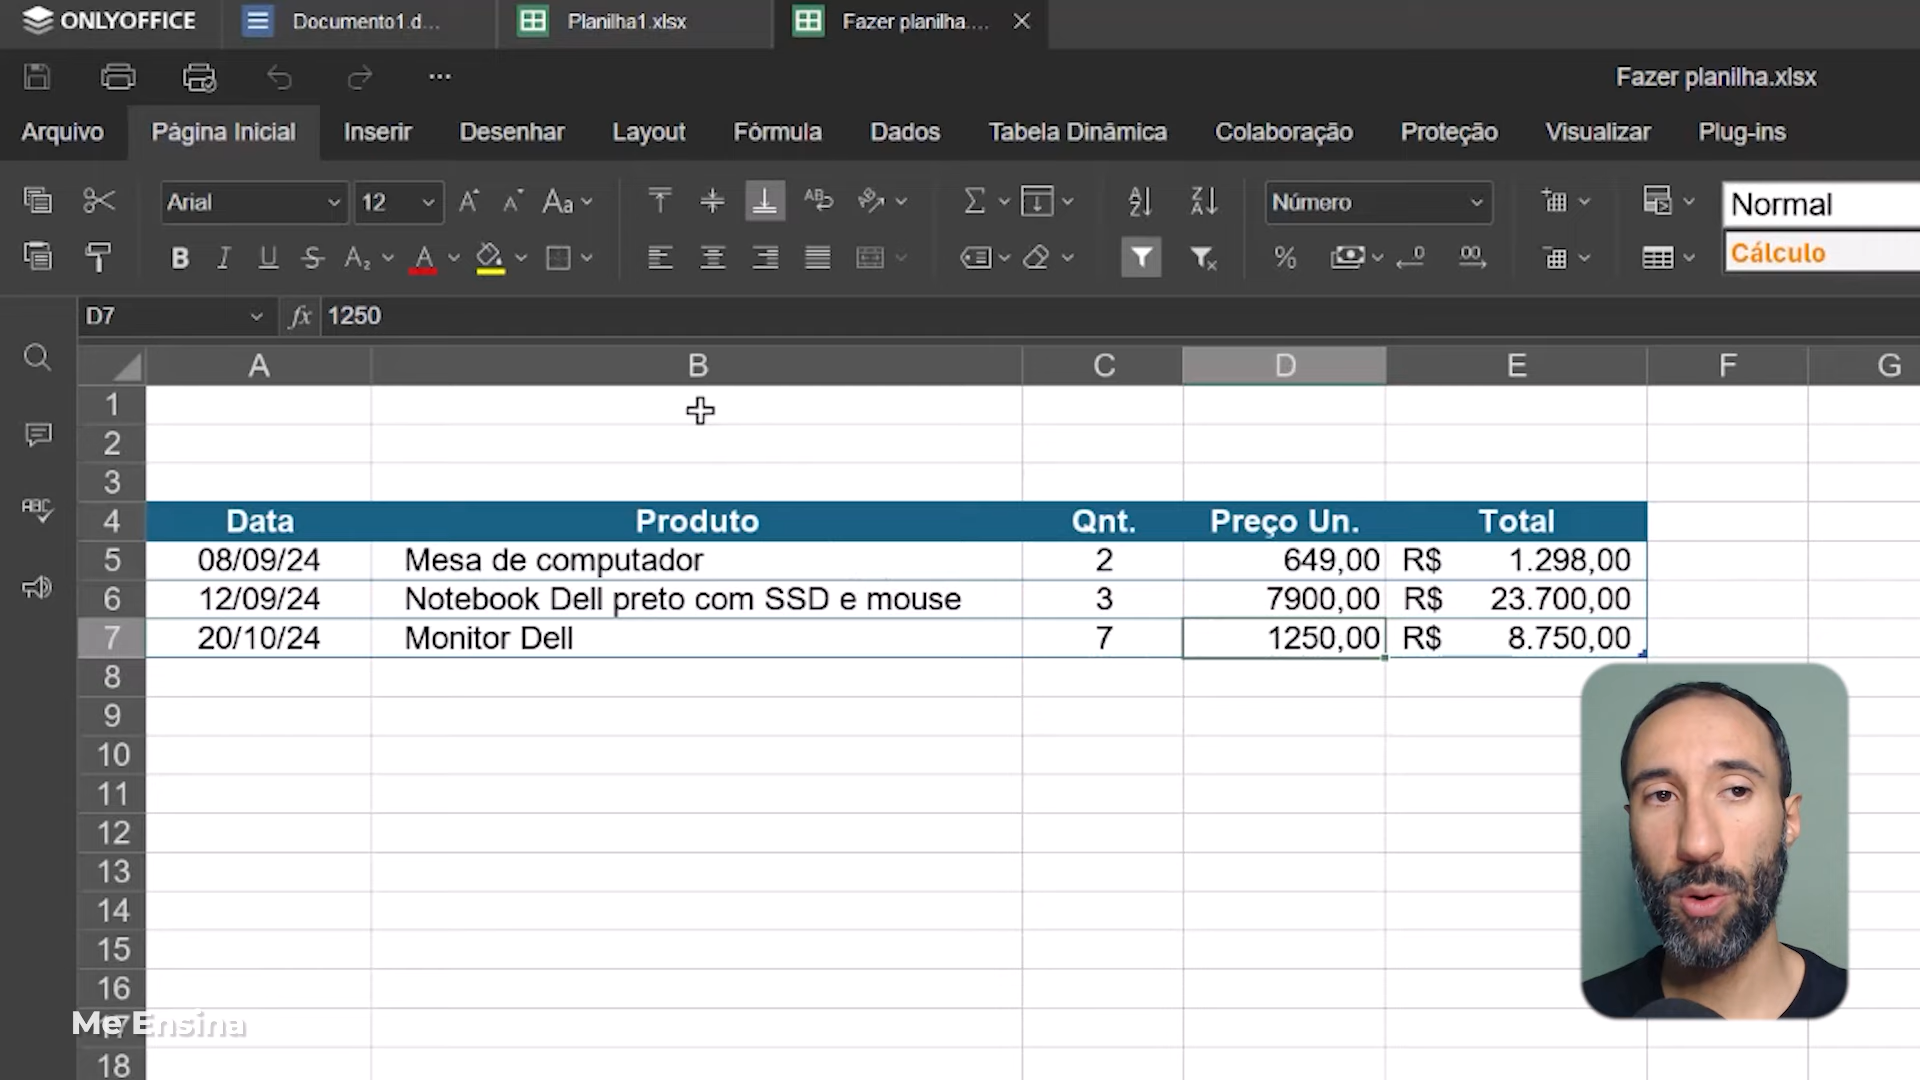 ONLYOFFICE
Documento1.d...
Planilha1.xlsx
Fazer planilha....
Fazer planilha.xlsx
Arquivo
Página Inicial
Inserir
Desenhar
Layout
Fórmula
Dados
Tabela Dinâmica
Colaboração
Proteção
Visualizar
Plug-ins
Arial
12
Número
Normal
Cálculo
D7
fx 1250
A B C D E F G
1
2
3
4 Data Produto Qnt. Preço Un. Total
5 08/09/24 Mesa de computador 2 649,00 R$ 1.298,00
6 12/09/24 Notebook Dell preto com SSD e mouse 3 7900,00 R$ 23.700,00
7 20/10/24 Monitor Dell 7 1250,00 R$ 8.750,00
8
9
10
11
12
13
14
15
16
17
Me Ensina
18